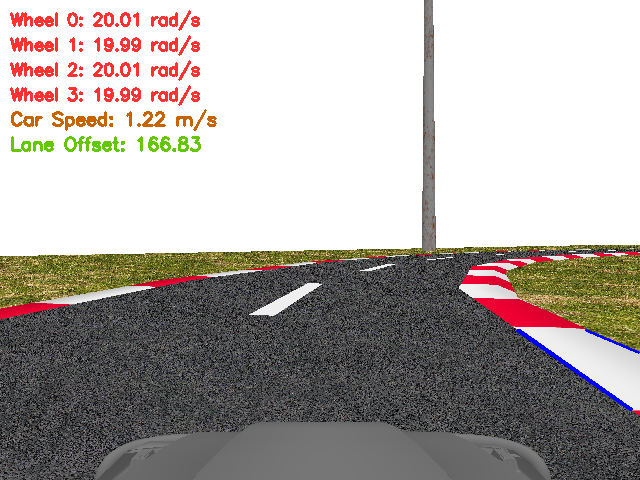 Wheel 0: 20.01 rad/s
Wheel 1: 19.99 rad/s
Wheel 2: 20.01 rad/s
Wheel 3: 19.99 rad/s
Car Speed: 1.22 m/s
Lane Offset: 166.83